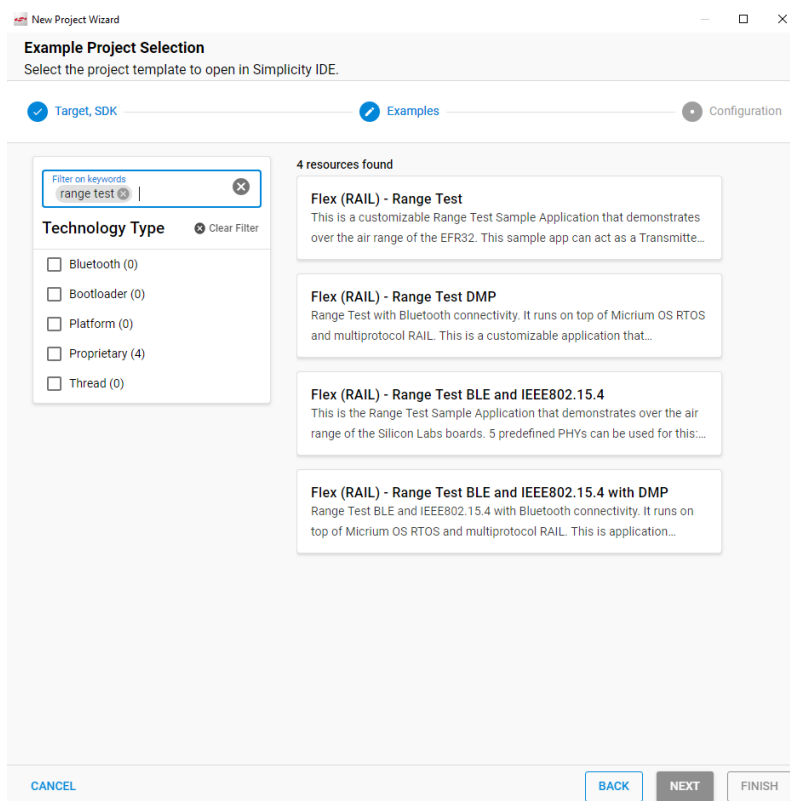 New Project Wizard
Example Project Selection
Select the project template to open in Simplicity IDE.
Target, SDK
Examples
Configuration
Filter on keywords
range test
Technology Type
Clear Filter
Bluetooth (0)
Bootloader (0)
Platform (0)
Proprietary (4)
Thread (0)
4 resources found
Flex (RAIL) - Range Test
This is a customizable Range Test Sample Application that demonstrates
over the air range of the EFR32. This sample app can act as a Transmitte...
Flex (RAIL) - Range Test DMP
Range Test with Bluetooth connectivity. It runs on top of Micrium OS RTOS
and multiprotocol RAIL. This is a customizable application that...
Flex (RAIL) - Range Test BLE and IEEE802.15.4
This is the Range Test Sample Application that demonstrates over the air
range of the Silicon Labs boards. 5 predefined PHYs can be used for this:...
Flex (RAIL) - Range Test BLE and IEEE802.15.4 with DMP
Range Test BLE and IEEE802.15.4 with Bluetooth connectivity. It runs on
top of Micrium OS RTOS and multiprotocol RAIL. This is application...
CANCEL
BACK
NEXT
FINISH